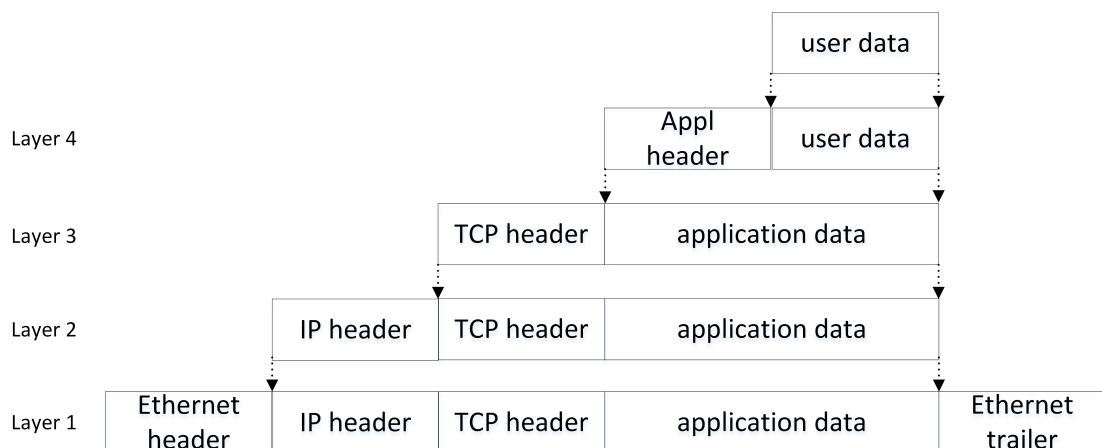 user data
Layer 4
Appl
header
user data
Layer 3
TCP header
application data
Layer 2
IP header
TCP header
application data
Layer 1
Ethernet
header
IP header
TCP header
application data
Ethernet
trailer